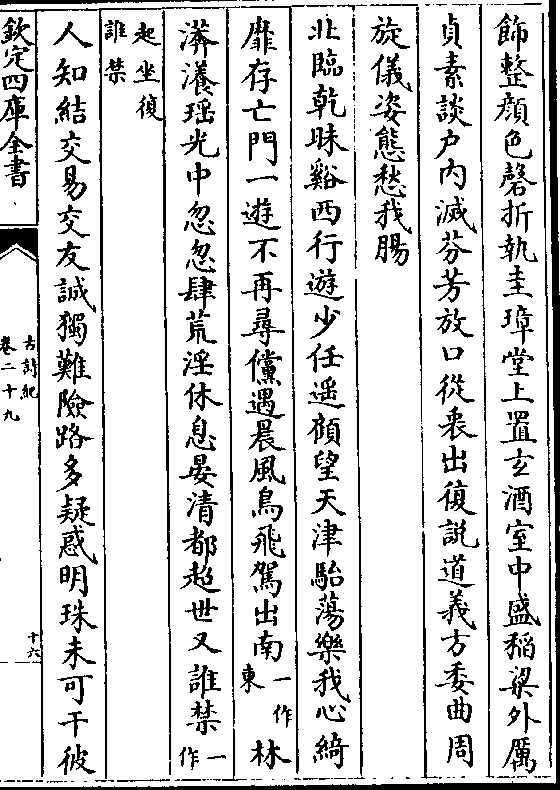 飾整顔色磬折執圭璋堂上置玄酒室中盛稻粱外厲
貞素談户内滅芬芳放口從衷出復説道義方委曲周
旋儀姿態愁我腸
北臨乾昧谿西行遊少任遥顧望天津駘蕩樂我心綺
靡存亡門一遊不再尋儻遇晨風鳥飛駕出南一作東林
漭瀁瑶光中忽忽肆荒淫休息晏清都超世又誰禁一作
起坐復誰禁
人知結交易交友誠獨難險路多疑惑明珠未可干彼
欽定四庫全書
古詩紀
卷二十九
十六